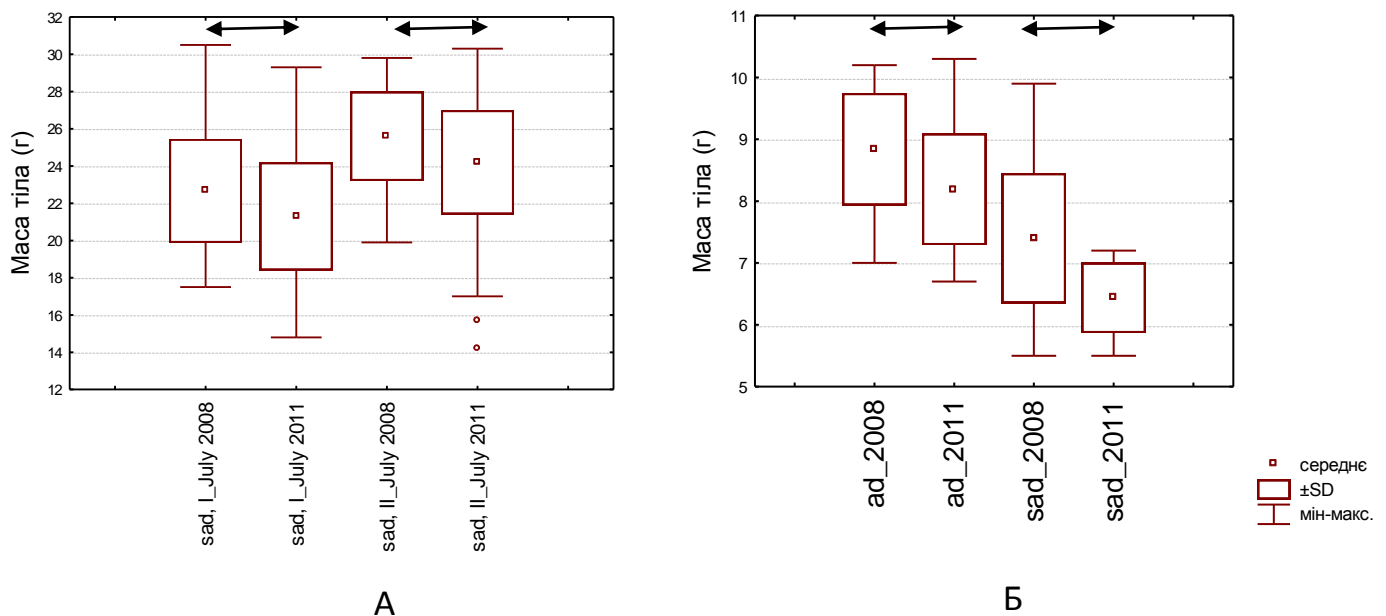 Маса тіла (г)
32
30
28
26
24
22
20
18
16
14
12
sad, I_July 2008
sad, I_July 2011
sad, II_July 2008
sad, II_July 2011
А
Маса тіла (г)
11
10
9
8
7
6
5
ad_2008
ad_2011
sad_2008
sad_2011
Б
середнє
±SD
мін-макс.